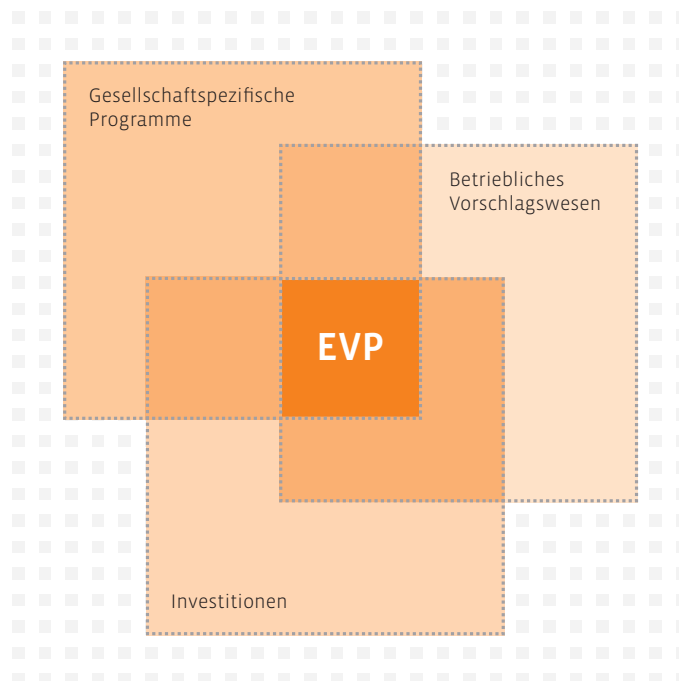 Gesellschaftspezifische
Programme
Betriebliches
Vorschlagswesen
EVP
Investitionen